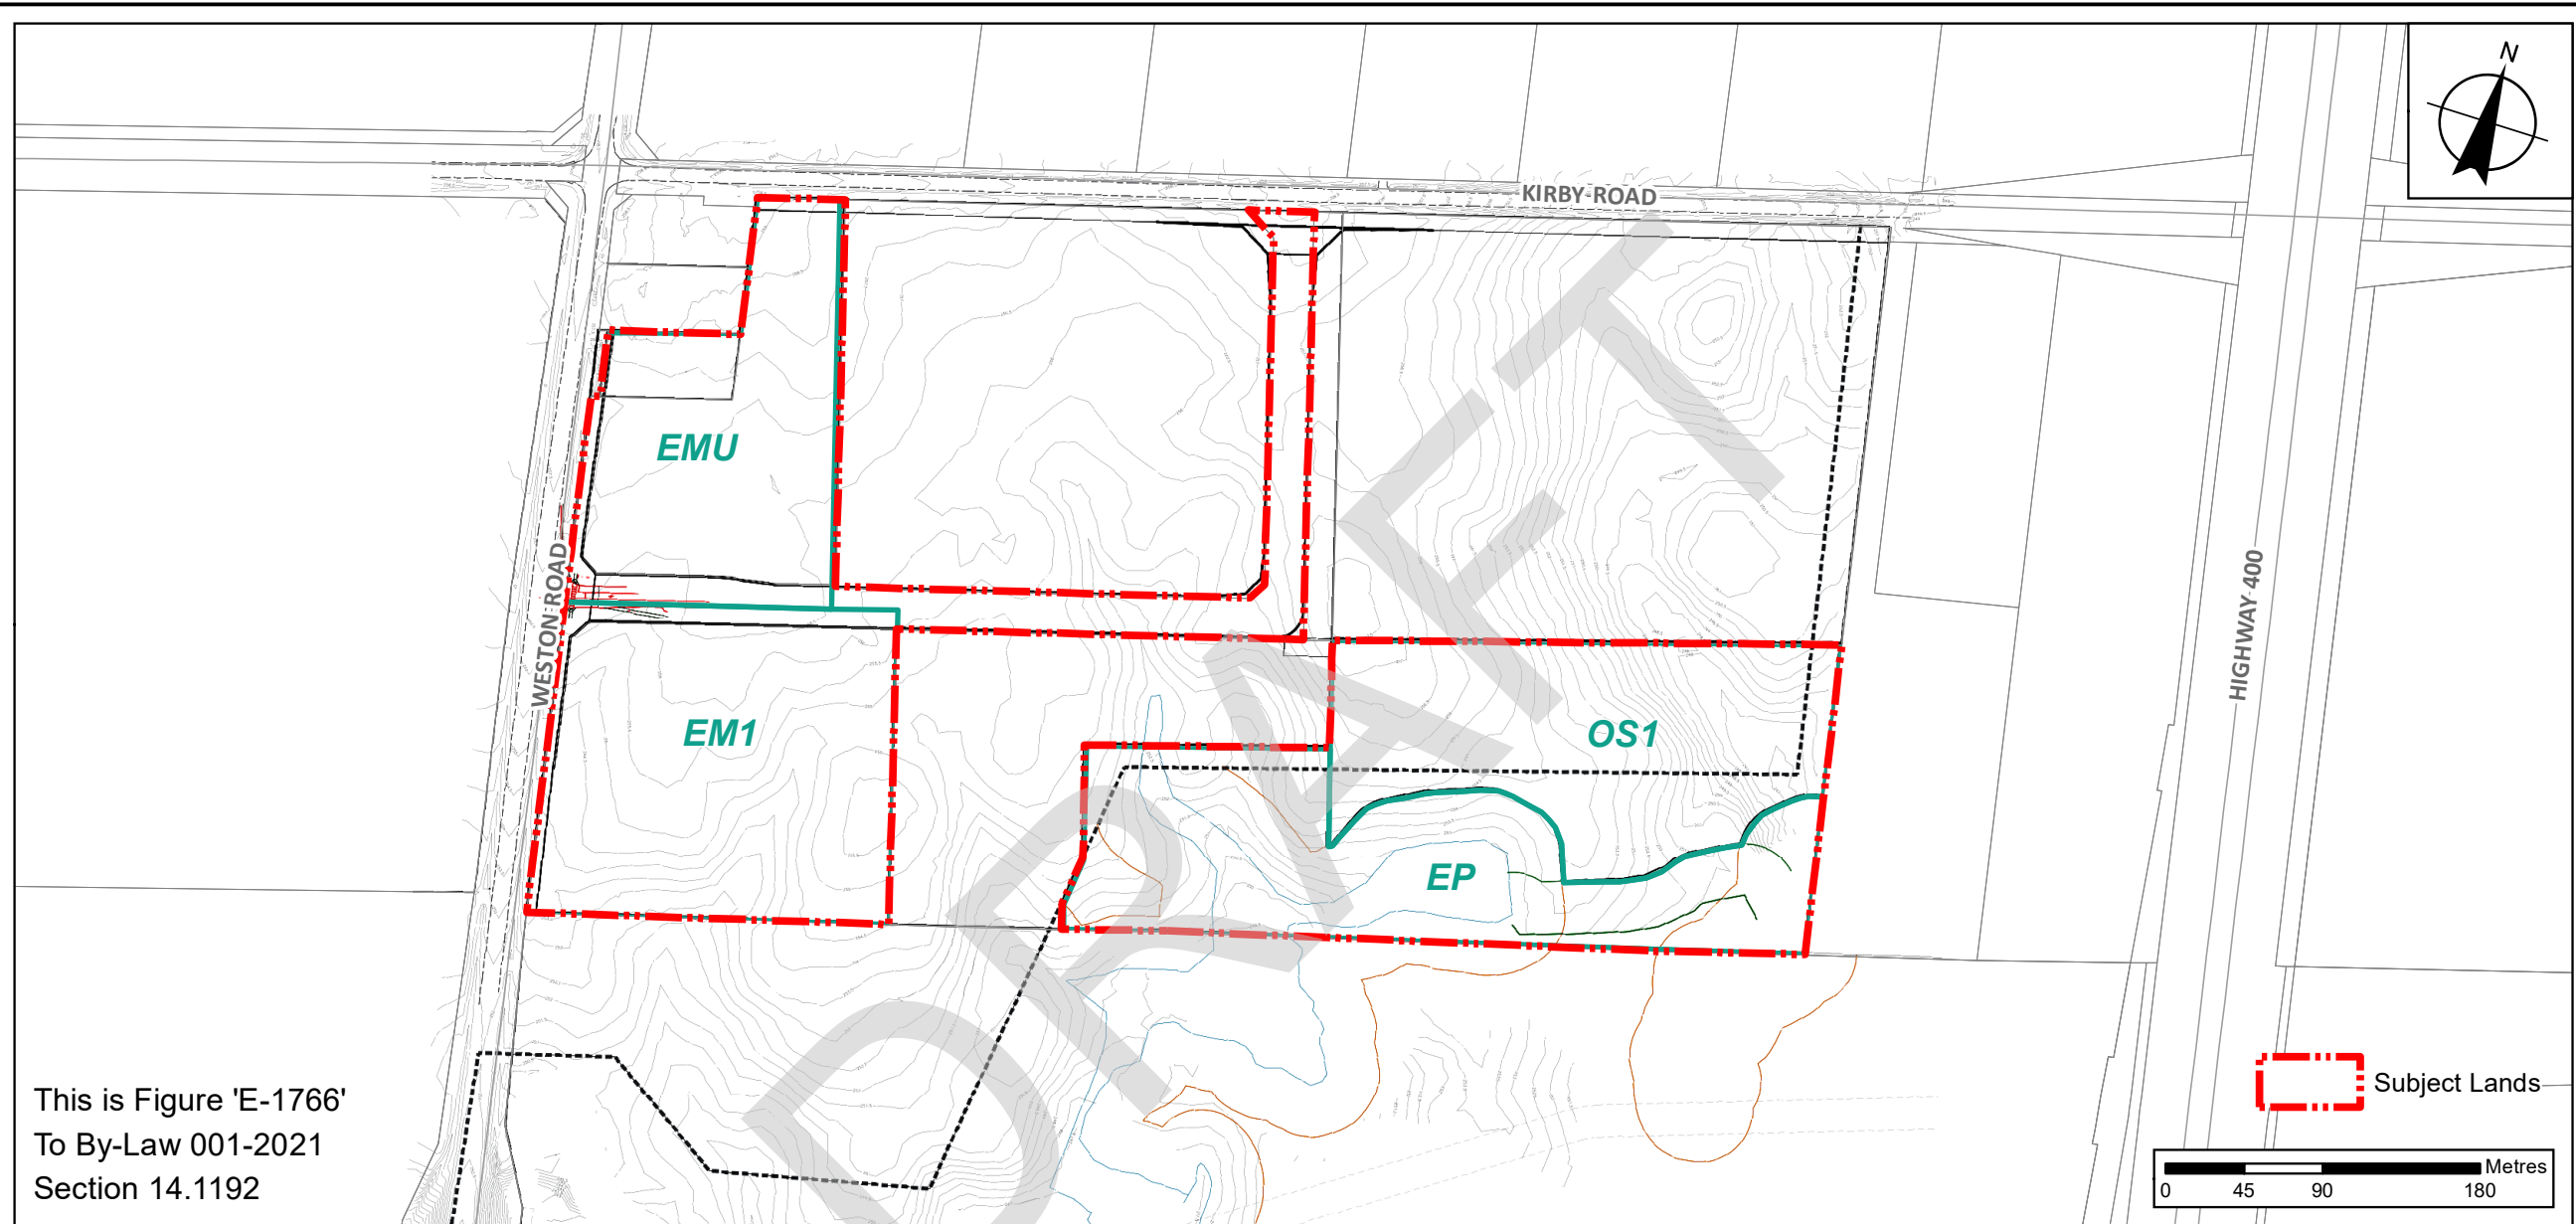 N
KIRBY ROAD
EMU
WESTON ROAD
HIGHWAY 400
EM1
OS1
EP
DRAFT
Subject Lands
This is Figure 'E-1766'
To By-Law 001-2021
Section 14.1192
Metres
0 45 90 180